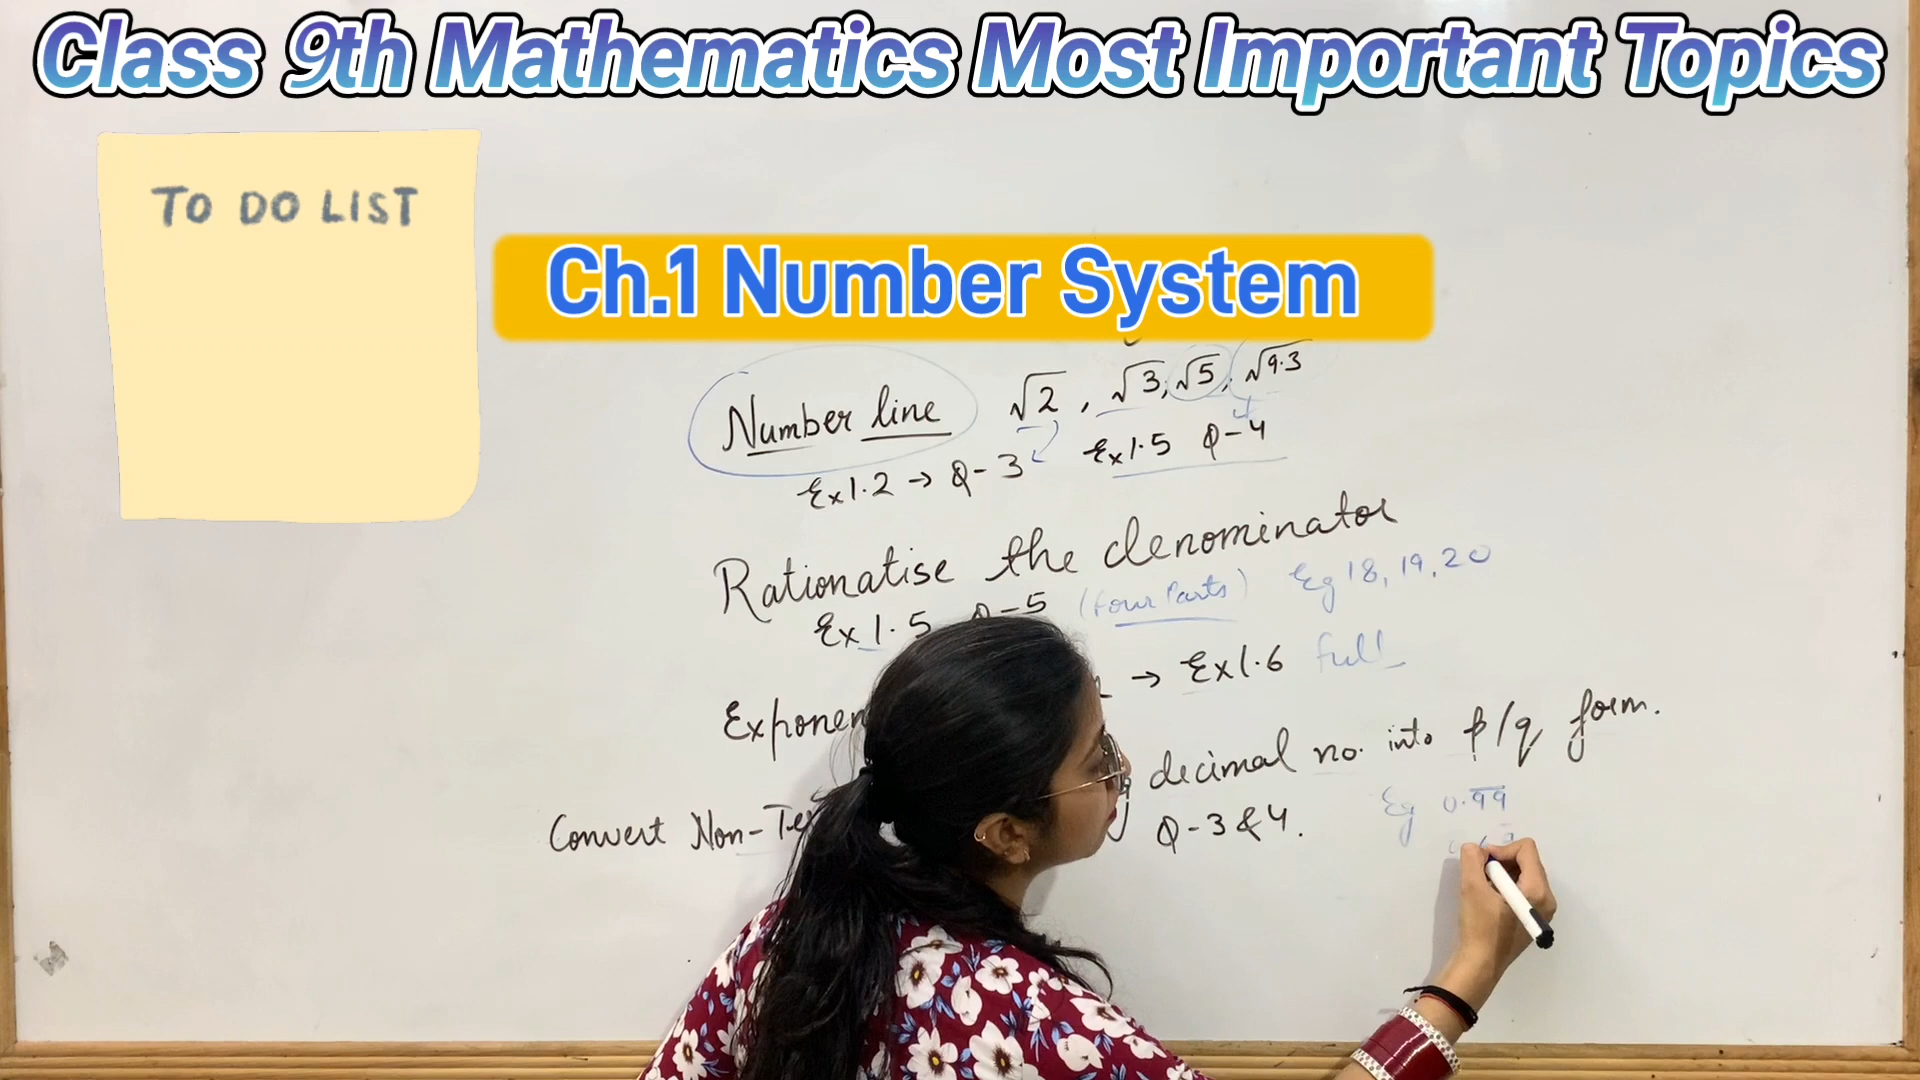 Class 9th Mathematics Most Important Topics
TO DO LIST
Ch.1 Number System
Number line √2, √3, √5, √9.3
Ex1.2 → Q-3 Ex1.5 Q-4
Rationalise the denominator
Ex 1.5 Q-5 (four Parts) Eg 18, 19, 20
Exponen → Ex1.6 full
Convert Non-Te decimal no. into p/q form.
Q-3 & 4. Eg 0.99